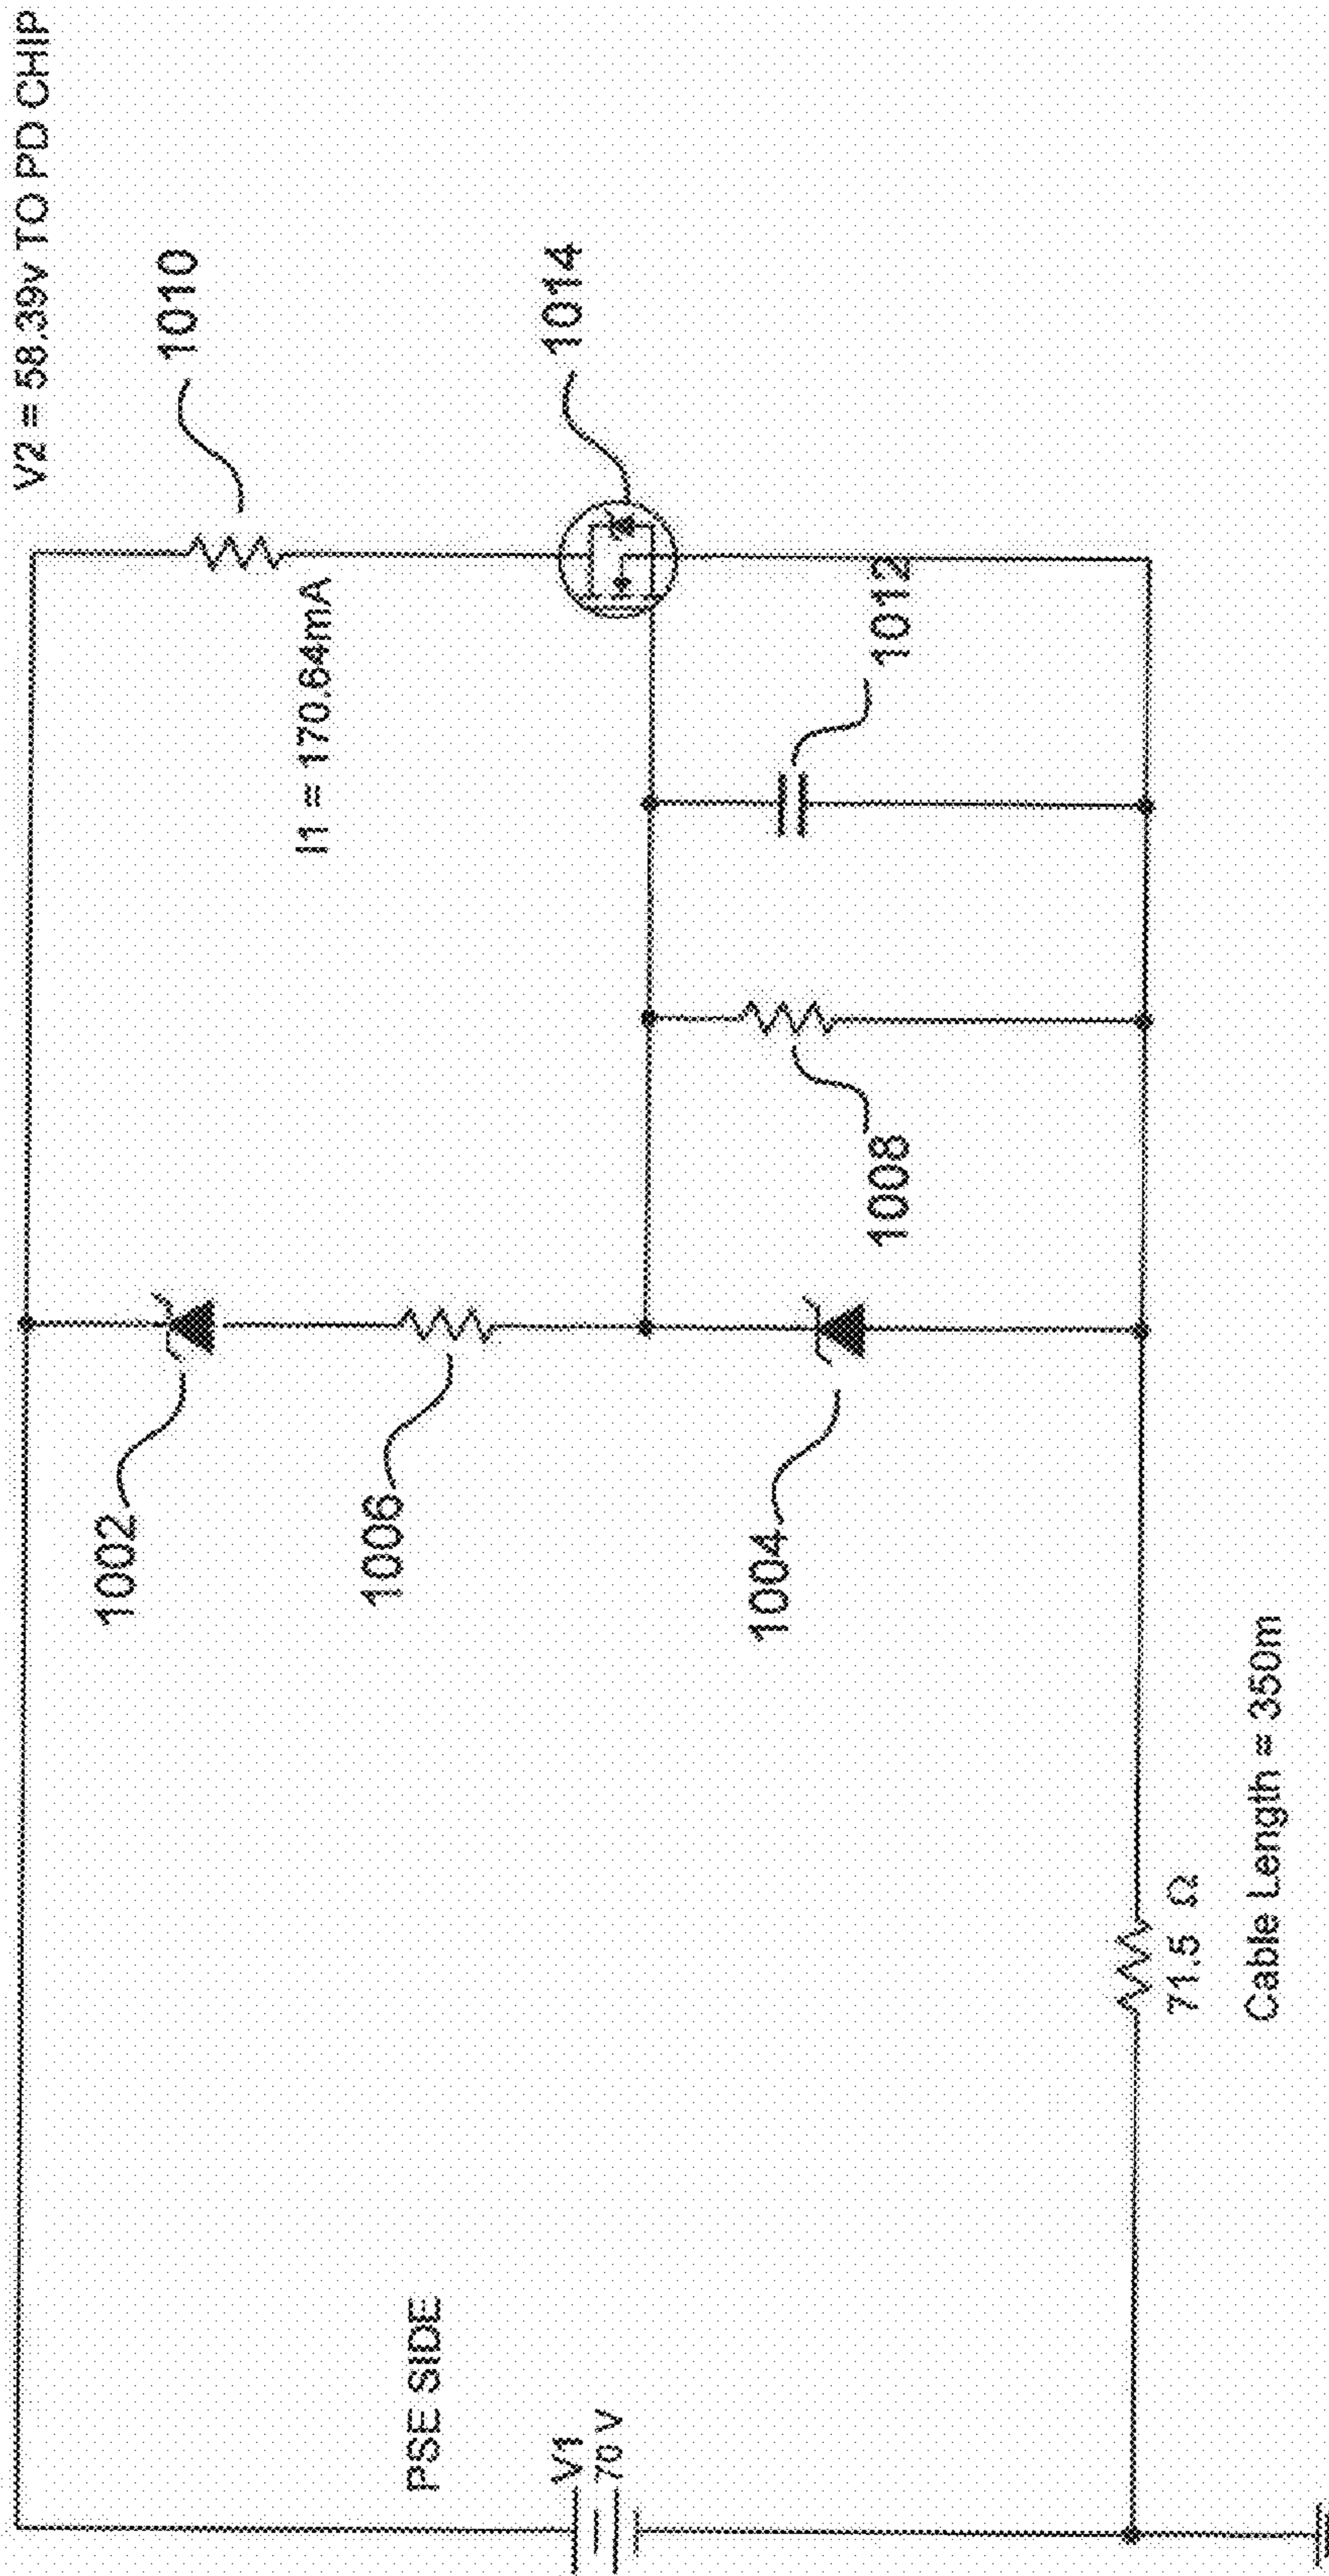 V2 = 58.39v TO PD CHIP
1010
I1 = 170.64mA
1014
1012
1002
1006
1008
1004
PSE SIDE
V1
70 V
71.5 Ω
Cable Length = 350m